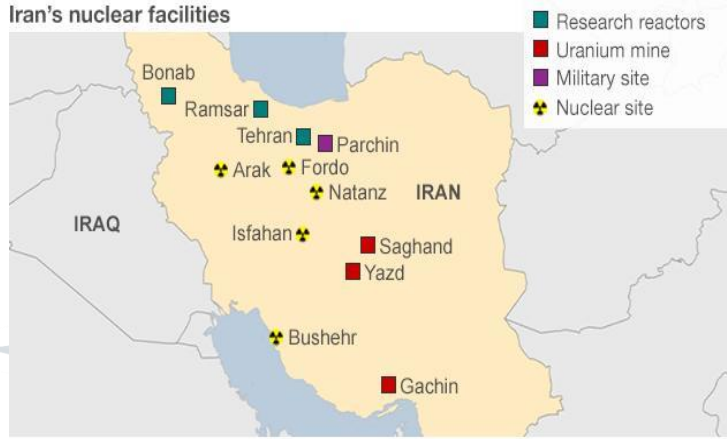 Iran's nuclear facilities
Research reactors
Uranium mine
Military site
Nuclear site
Bonab
Ramsar
Tehran
Parchin
Arak
Fordo
Natanz
IRAN
IRAQ
Isfahan
Saghand
Yazd
Bushehr
Gachin